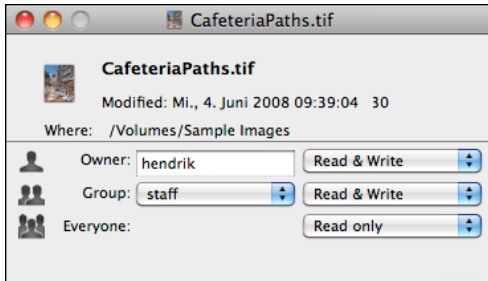 CafeteriaPaths.tif
CafeteriaPaths.tif
Modified: Mi., 4. Juni 2008 09:39:04 30
Where: /Volumes/Sample Images
Owner: hendrik Read & Write
Group: staff Read & Write
Everyone: Read only